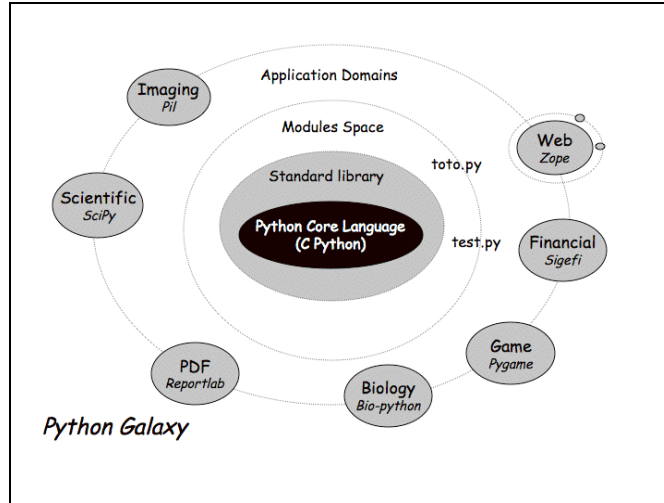 Application Domains
Imaging
Pil
Modules Space
Web
Zope
toto.py
Standard library
Scientific
SciPy
Python Core Language
(C Python)
test.py
Financial
Sigefi
Game
Pygame
PDF
Reportlab
Biology
Bio-python
Python Galaxy